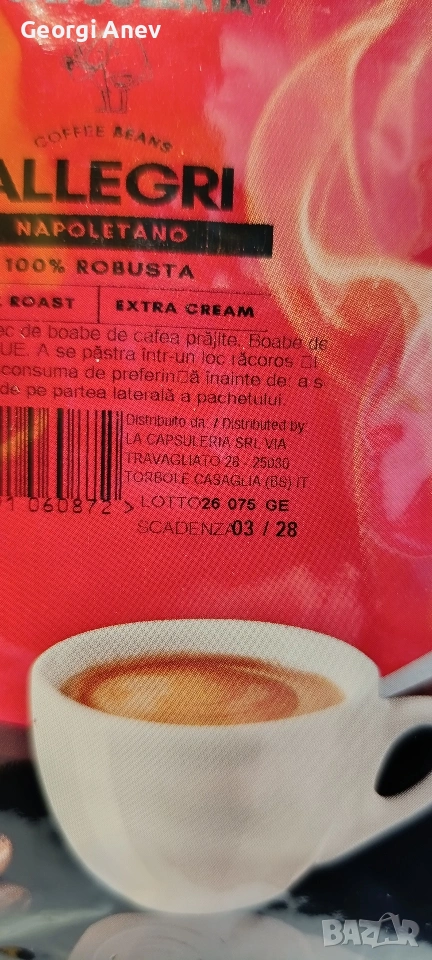 Georgi Anev
COFFEE BEANS
ALLEGRI
NAPOLETANO
100% ROBUSTA
ROAST | EXTRA CREAM
de boabe de cafea prăjite. Boabe de
UE. A se păstra într-un loc răcoros □I
consuma de preferin□ă înainte de: a s
de pe partea laterală a pachetului.
Distribuito da: / Distributed by:
LA CAPSULERIA SRL VIA
TRAVAGLIATO 28 - 25030
TORBOLE CASAGLIA (BS) IT
060872 >
LOTTO 26 075 GE
SCADENZA 03 / 28
BAZAR